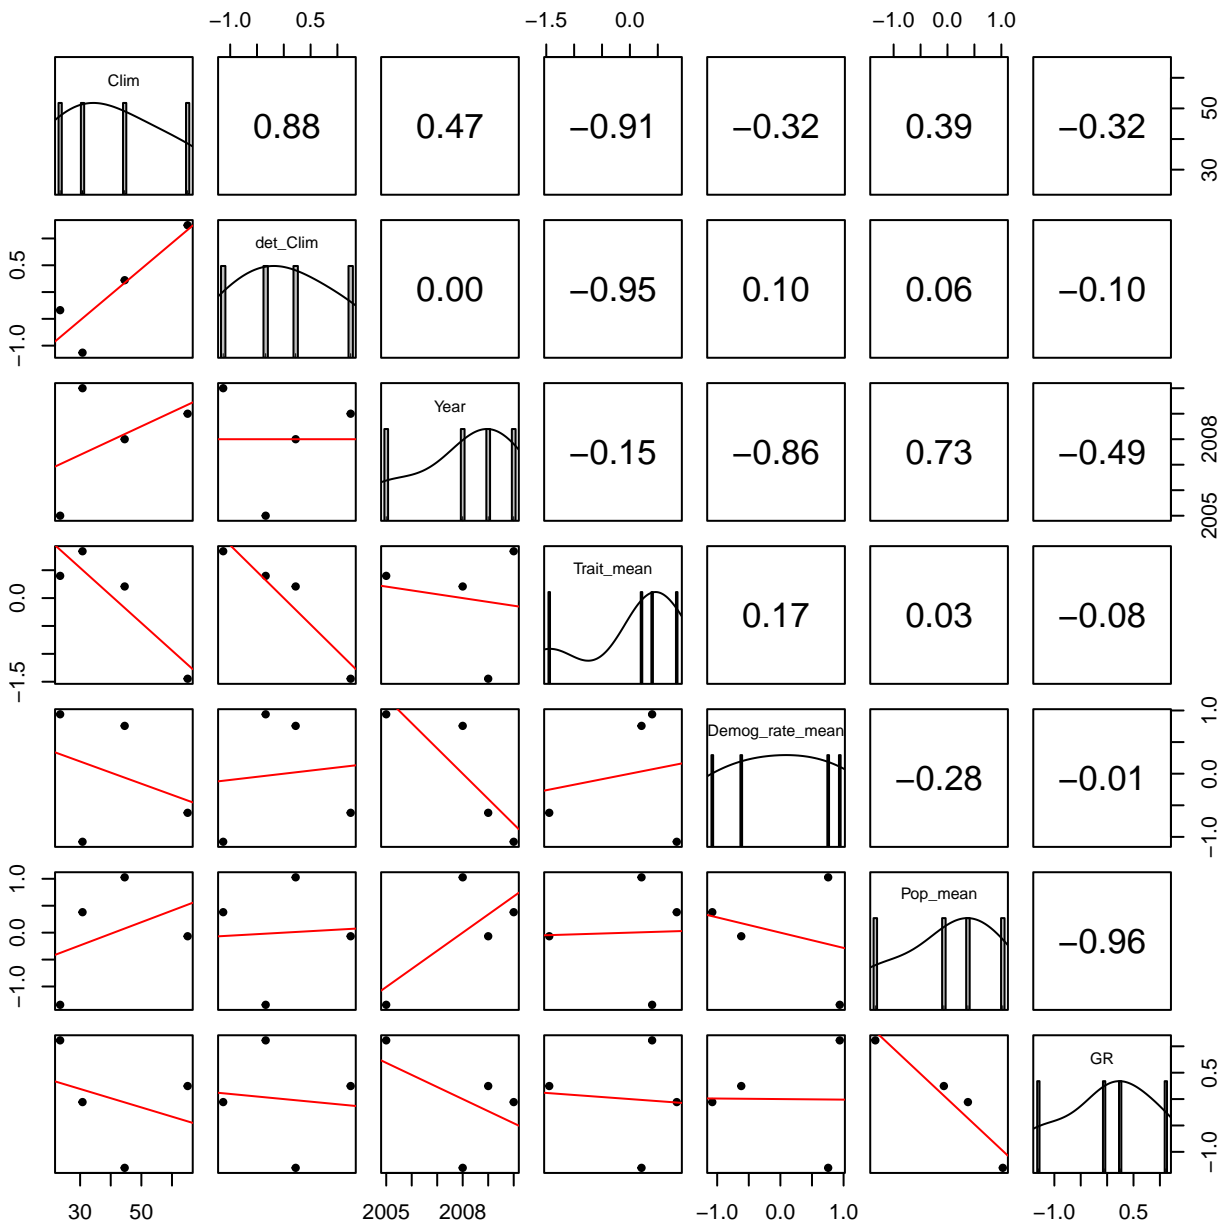 −1.0 0.5 −1.5 0.0 −1.0 0.0 1.0
Clim
0.88 0.47 −0.91 −0.32 0.39 −0.32
30 50
det_Clim
0.00 −0.95 0.10 0.06 −0.10
−1.0 0.5
Year
−0.15 −0.86 0.73 −0.49
2005 2008
Trait_mean
0.17 0.03 −0.08
−1.5 0.0
Demog_rate_mean
−0.28 −0.01
−1.0 0.0 1.0
Pop_mean
−0.96
−1.0 0.0 1.0
GR
−1.0 0.5
30 50 2005 2008 −1.0 0.0 1.0 −1.0 0.5